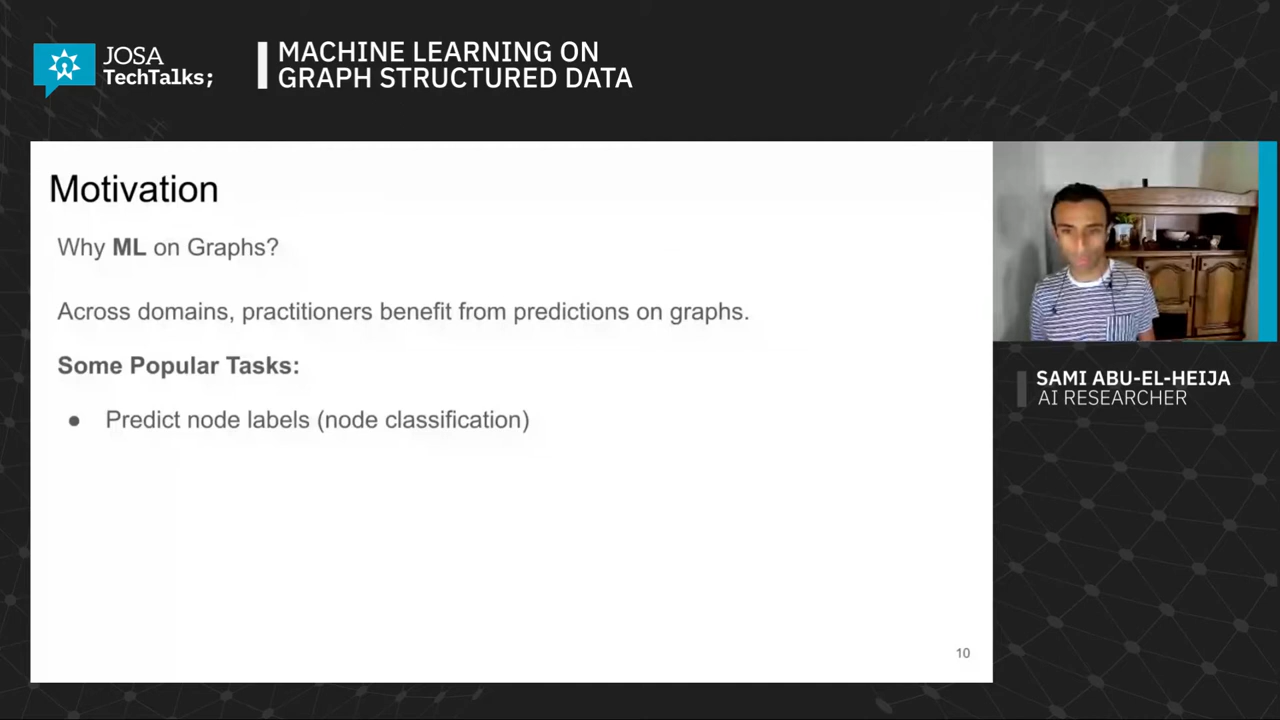 JOSA
TechTalks;
MACHINE LEARNING ON
GRAPH STRUCTURED DATA
Motivation
Why ML on Graphs?
Across domains, practitioners benefit from predictions on graphs.
Some Popular Tasks:
● Predict node labels (node classification)
10
SAMI ABU-EL-HEIJA
AI RESEARCHER